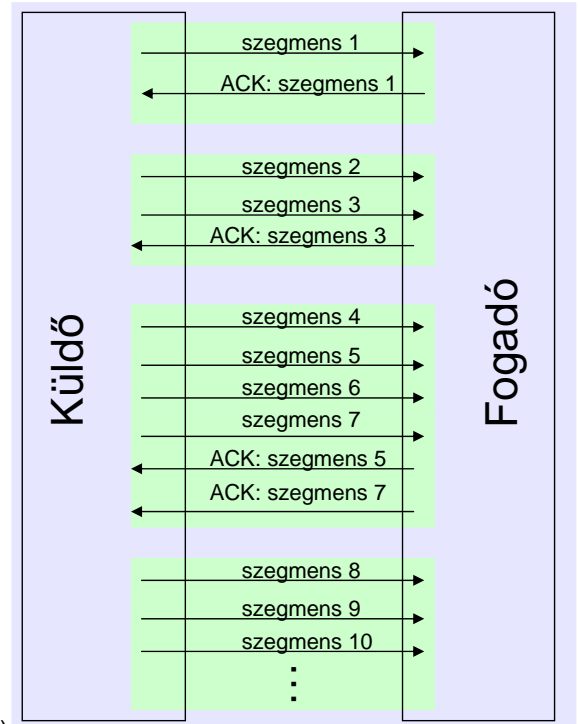 szegmens 1
ACK: szegmens 1
szegmens 2
szegmens 3
ACK: szegmens 3
Küldő
Fogadó
szegmens 4
szegmens 5
szegmens 6
szegmens 7
ACK: szegmens 5
ACK: szegmens 7
szegmens 8
szegmens 9
szegmens 10
⋮
)